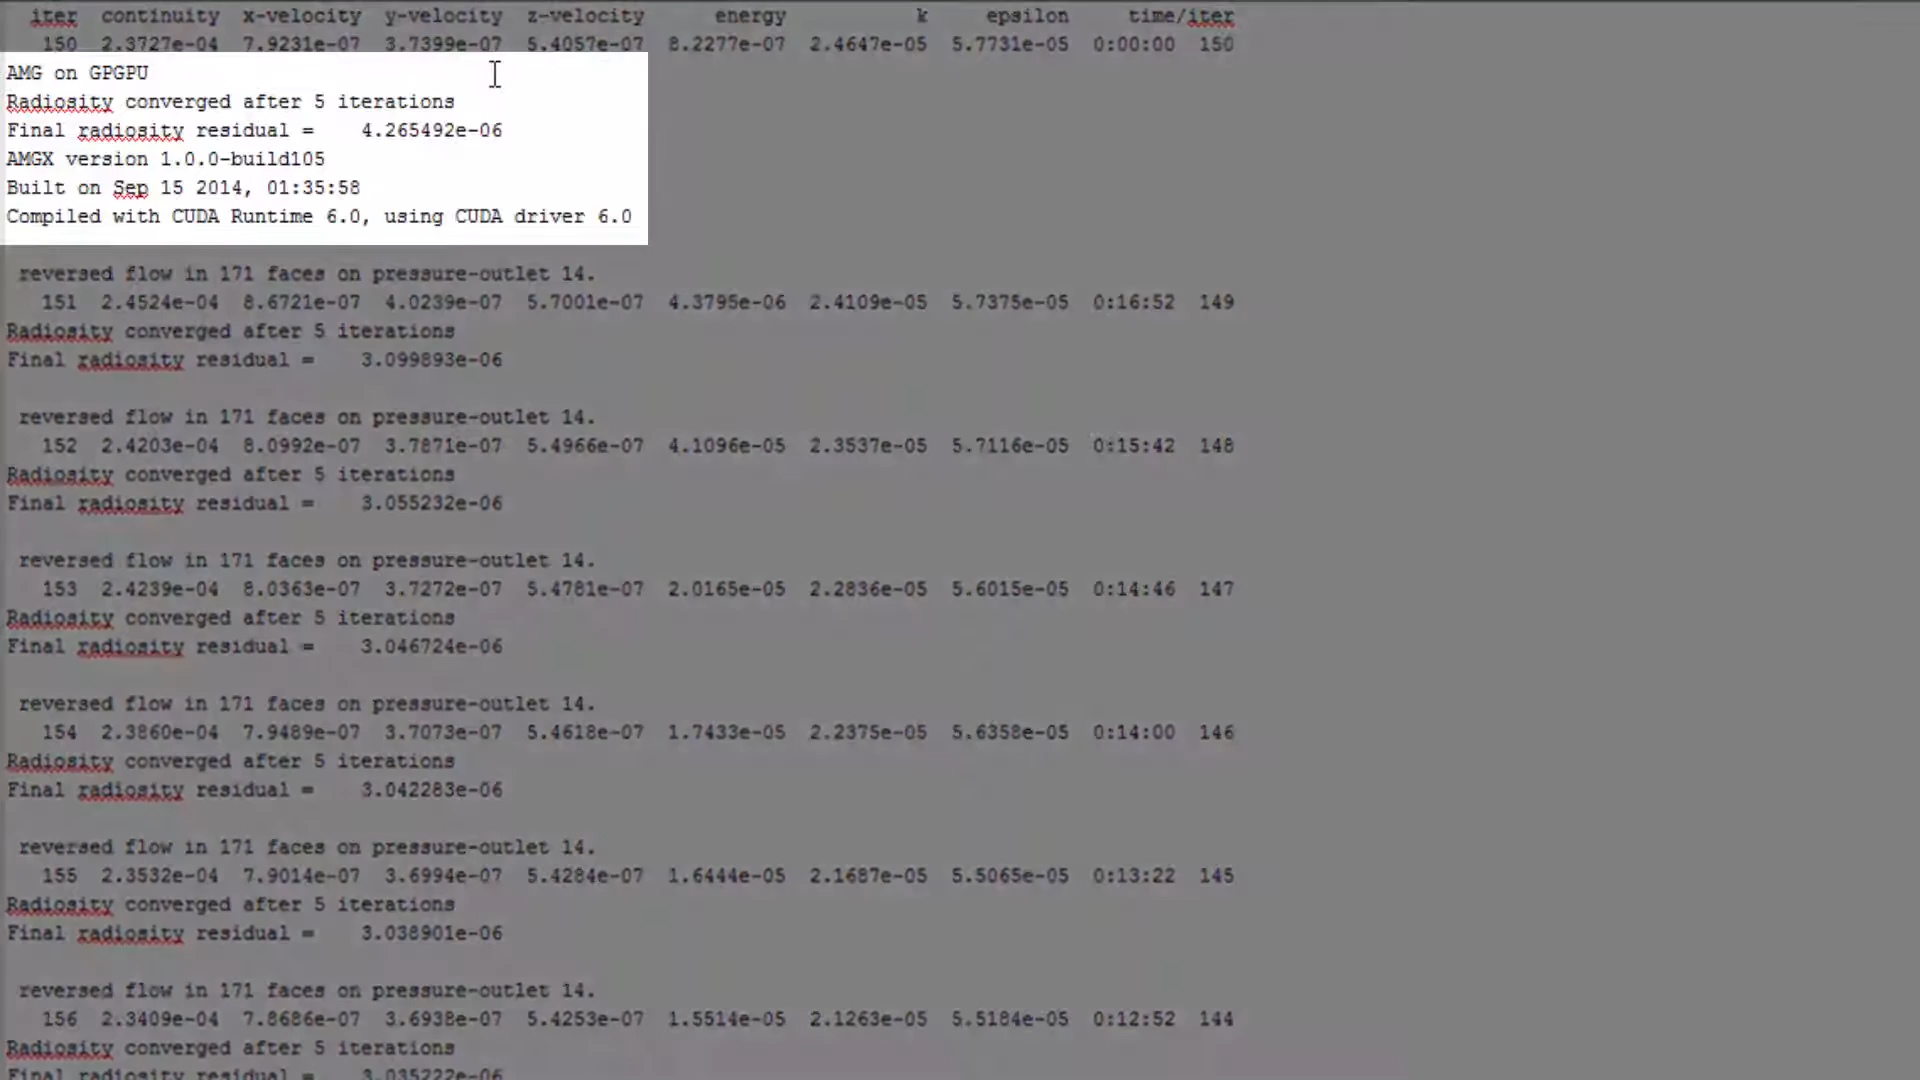 iter continuity x-velocity y-velocity z-velocity energy k epsilon time/iter
150 2.3727e-04 7.9231e-07 3.7399e-07 5.4057e-07 8.2277e-07 2.4647e-05 5.7731e-05 0:00:00 150
AMG on GPGPU
Radiosity converged after 5 iterations
Final radiosity residual = 4.265492e-06
AMGX version 1.0.0-build105
Built on Sep 15 2014, 01:35:58
Compiled with CUDA Runtime 6.0, using CUDA driver 6.0
reversed flow in 171 faces on pressure-outlet 14.
151 2.4524e-04 8.6721e-07 4.0239e-07 5.7001e-07 4.3795e-06 2.4109e-05 5.7375e-05 0:16:52 149
Radiosity converged after 5 iterations
Final radiosity residual = 3.099893e-06
reversed flow in 171 faces on pressure-outlet 14.
152 2.4203e-04 8.0992e-07 3.7871e-07 5.4966e-07 4.1096e-05 2.3537e-05 5.7116e-05 0:15:42 148
Radiosity converged after 5 iterations
Final radiosity residual = 3.055232e-06
reversed flow in 171 faces on pressure-outlet 14.
153 2.4239e-04 8.0363e-07 3.7272e-07 5.4781e-07 2.0165e-05 2.2836e-05 5.6015e-05 0:14:46 147
Radiosity converged after 5 iterations
Final radiosity residual = 3.046724e-06
reversed flow in 171 faces on pressure-outlet 14.
154 2.3860e-04 7.9489e-07 3.7073e-07 5.4618e-07 1.7433e-05 2.2375e-05 5.6358e-05 0:14:00 146
Radiosity converged after 5 iterations
Final radiosity residual = 3.042283e-06
reversed flow in 171 faces on pressure-outlet 14.
155 2.3532e-04 7.9014e-07 3.6994e-07 5.4284e-07 1.6444e-05 2.1687e-05 5.5065e-05 0:13:22 145
Radiosity converged after 5 iterations
Final radiosity residual = 3.038901e-06
reversed flow in 171 faces on pressure-outlet 14.
156 2.3409e-04 7.8686e-07 3.6938e-07 5.4253e-07 1.5514e-05 2.1263e-05 5.5184e-05 0:12:52 144
Radiosity converged after 5 iterations
Final radiosity residual = 3.035222e-06